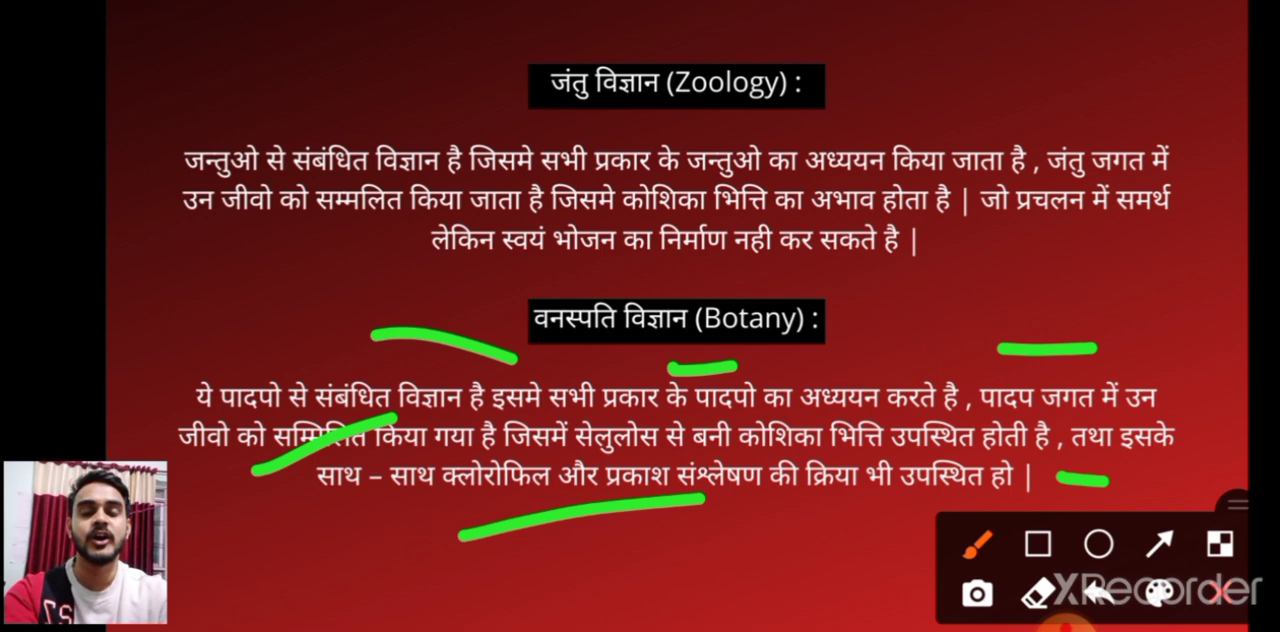 जंतु विज्ञान (Zoology) :
जन्तुओ से संबंधित विज्ञान है जिसमे सभी प्रकार के जन्तुओ का अध्ययन किया जाता है , जंतु जगत में
उन जीवो को सम्मलित किया जाता है जिसमे कोशिका भित्ति का अभाव होता है | जो प्रचलन में समर्थ
लेकिन स्वयं भोजन का निर्माण नही कर सकते है |
वनस्पति विज्ञान (Botany) :
ये पादपो से संबंधित विज्ञान है इसमे सभी प्रकार के पादपो का अध्ययन करते है , पादप जगत में उन
जीवो को सम्मिलित किया गया है जिसमें सेलुलोस से बनी कोशिका भित्ति उपस्थित होती है , तथा इसके
साथ – साथ क्लोरोफिल और प्रकाश संश्लेषण की क्रिया भी उपस्थित हो |
XRecorder